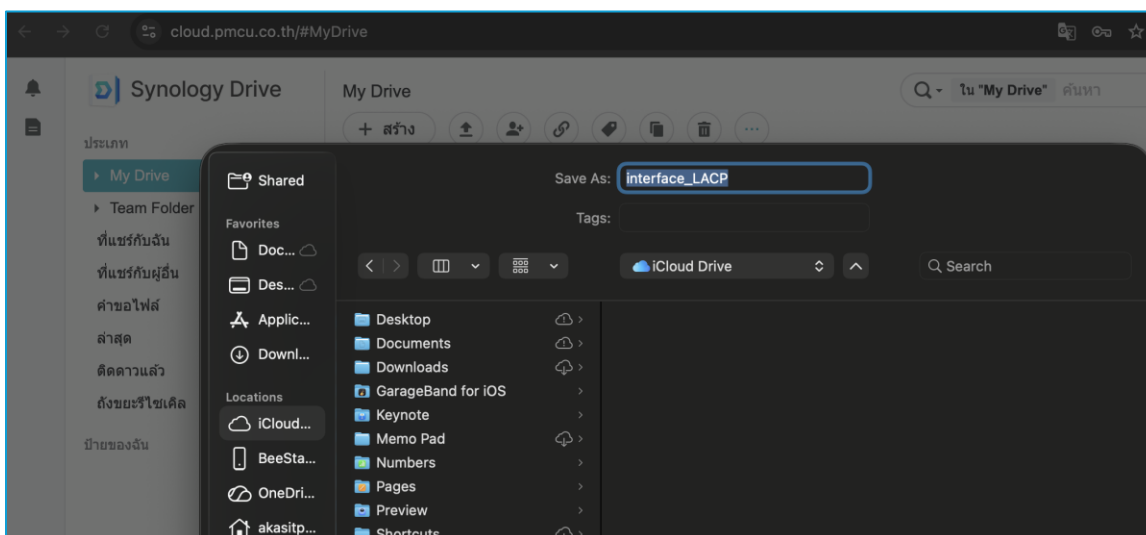 cloud.pmcu.co.th/#MyDrive
Synology Drive
My Drive
ใน "My Drive" ค้นหา
+ สร้าง
ประเภท
My Drive
Team Folder
ที่แชร์กับฉัน
ที่แชร์กับผู้อื่น
คำขอไฟล์
ล่าสุด
ติดดาวแล้ว
ถังขยะรีไซเคิล
ป้ายของฉัน
Shared
Favorites
Doc...
Des...
Applic...
Downl...
Locations
iCloud...
BeeSta...
OneDri...
akasitp...
Save As: interface_LACP
Tags:
iCloud Drive
Search
Desktop
Documents
Downloads
GarageBand for iOS
Keynote
Memo Pad
Numbers
Pages
Preview
Shortcuts